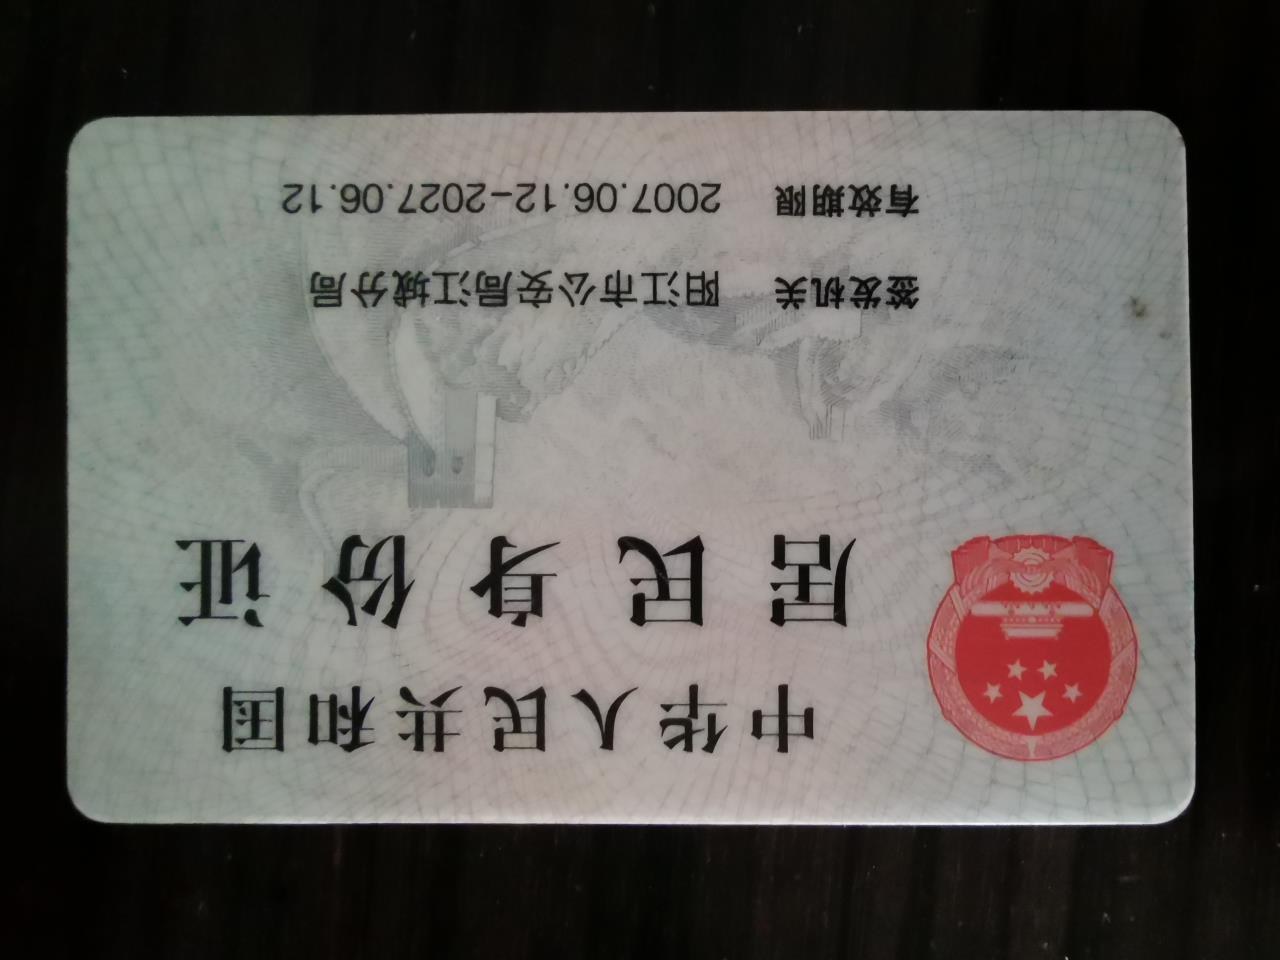 中华人民共和国
居民身份证
签发机关 阳江市公安局江城分局
有效期限 2007.06.12-2027.06.12